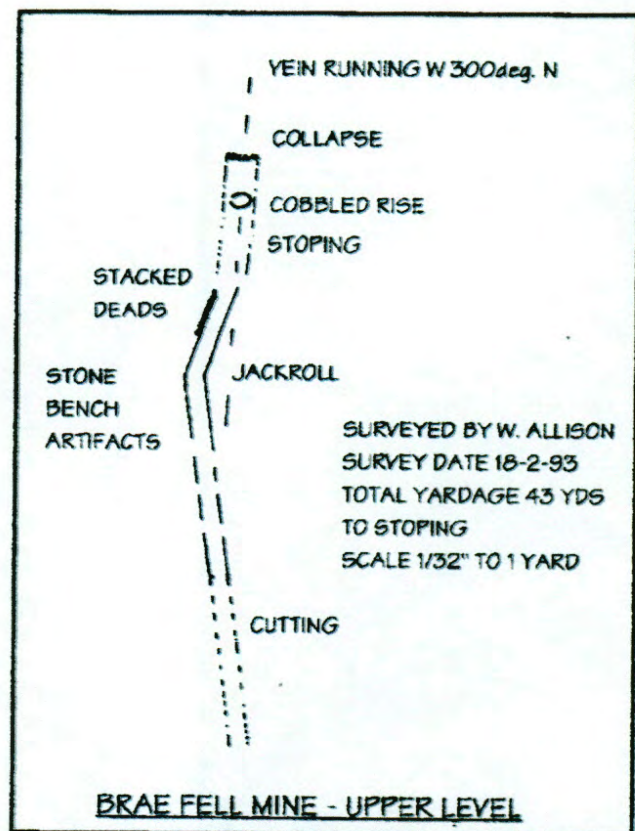 YEIN RUNNING W 300deg. N
COLLAPSE
COBBLED RISE
STOPING
STACKED
DEADS
STONE
BENCH
ARTIFACTS
JACKROLL
SURVEYED BY W. ALLISON
SURVEY DATE 18-2-93
TOTAL YARDAGE 43 YDS
TO STOPING
SCALE 1/32" TO 1 YARD
CUTTING
BRAE FELL MINE - UPPER LEVEL